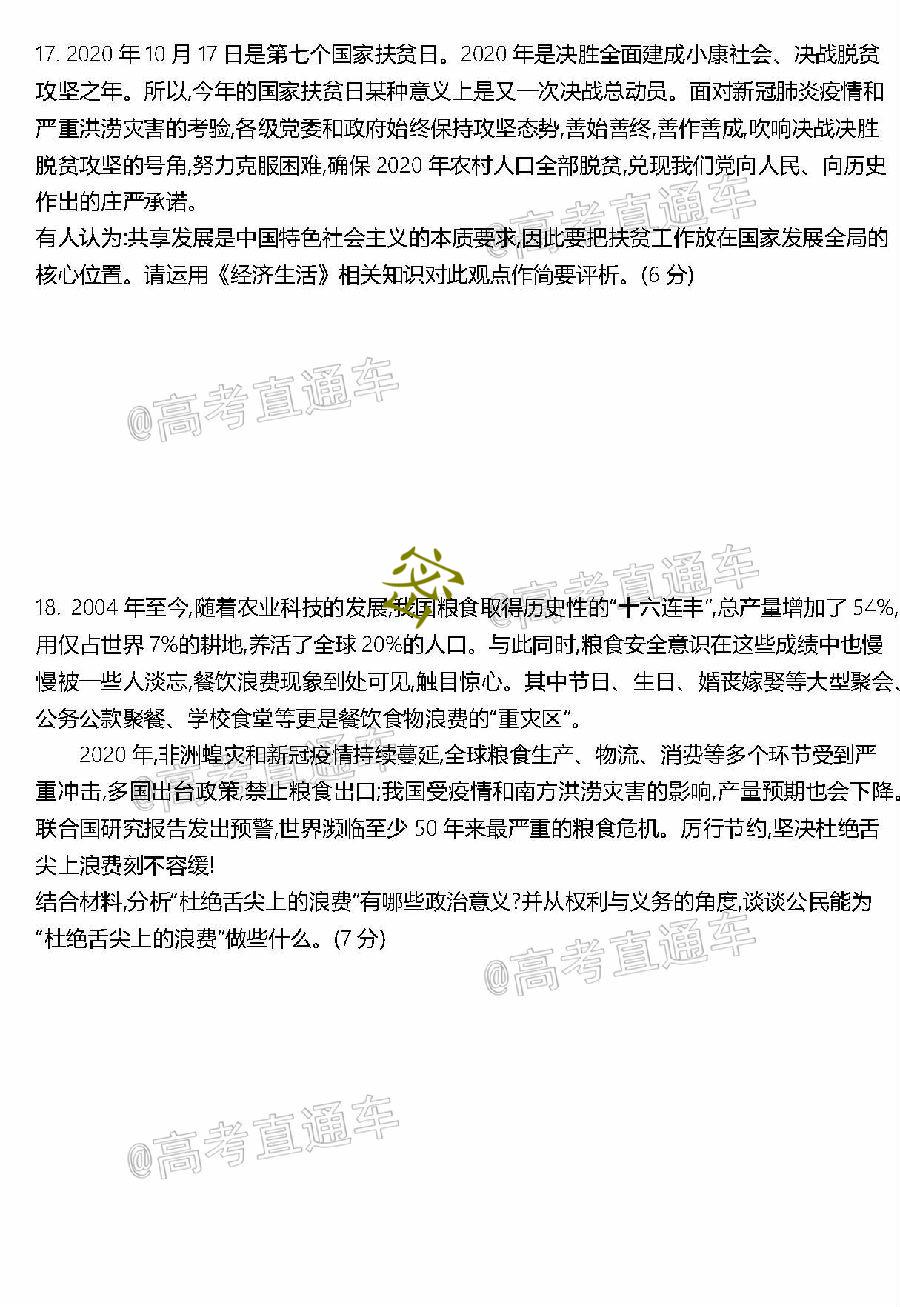 17. 2020 年 10 月 17 日是第七个国家扶贫日。2020 年是决胜全面建成小康社会、决战脱贫
攻坚之年。所以,今年的国家扶贫日某种意义上是又一次决战总动员。面对新冠肺炎疫情和
严重洪涝灾害的考验,各级党委和政府始终保持攻坚态势,善始善终,善作善成,吹响决战决胜
脱贫攻坚的号角,努力克服困难,确保 2020 年农村人口全部脱贫,兑现我们党向人民、向历史
作出的庄严承诺。
@高考直通车
有人认为:共享发展是中国特色社会主义的本质要求,因此要把扶贫工作放在国家发展全局的
核心位置。请运用《经济生活》相关知识对此观点作简要评析。(6 分)
@高考直通车
密
@高考直通车
18. 2004 年至今,随着农业科技的发展,我国粮食取得历史性的“十六连丰”,总产量增加了 54%,
用仅占世界 7%的耕地,养活了全球 20%的人口。与此同时,粮食安全意识在这些成绩中也慢
慢被一些人淡忘,餐饮浪费现象到处可见,触目惊心。其中节日、生日、婚丧嫁娶等大型聚会、
公务公款聚餐、学校食堂等更是餐饮食物浪费的“重灾区”。
@高考直通车
2020 年,非洲蝗灾和新冠疫情持续蔓延,全球粮食生产、物流、消费等多个环节受到严
重冲击,多国出台政策,禁止粮食出口;我国受疫情和南方洪涝灾害的影响,产量预期也会下降。
联合国研究报告发出预警,世界濒临至少 50 年来最严重的粮食危机。厉行节约,坚决杜绝舌
尖上浪费刻不容缓!
结合材料,分析“杜绝舌尖上的浪费”有哪些政治意义?并从权利与义务的角度,谈谈公民能为
“杜绝舌尖上的浪费”做些什么。(7 分)
@高考直通车
@高考直通车